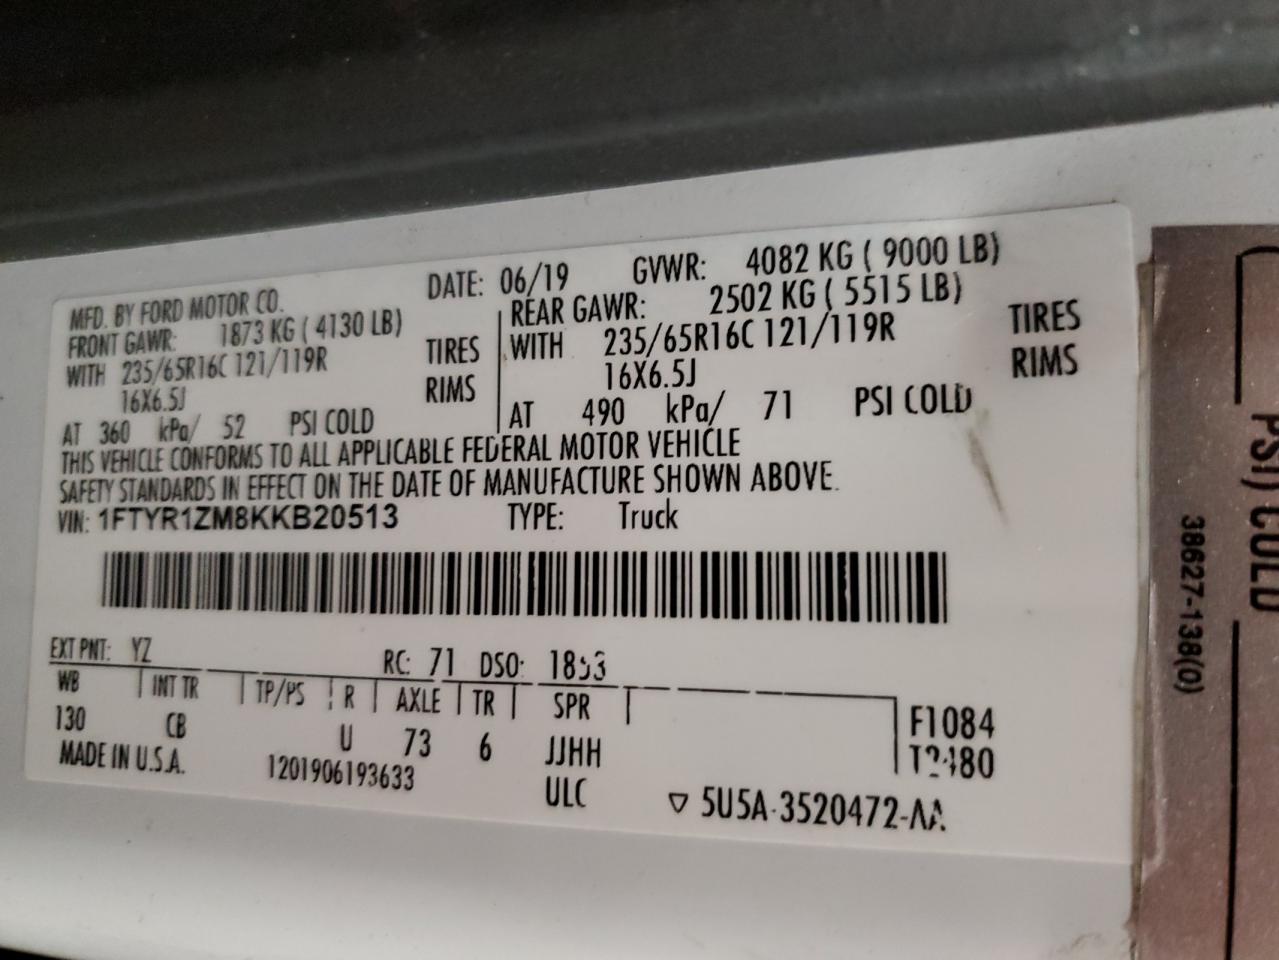 MFD. BY FORD MOTOR CO. DATE: 06/19 GVWR: 4082 KG ( 9000 LB)
FRONT GAWR: 1873 KG ( 4130 LB) REAR GAWR: 2502 KG ( 5515 LB)
WITH 235/65R16C 121/119R TIRES WITH 235/65R16C 121/119R TIRES
16X6.5J RIMS 16X6.5J RIMS
AT 360 kPa/ 52 PSI COLD AT 490 kPa/ 71 PSI COLD
THIS VEHICLE CONFORMS TO ALL APPLICABLE FEDERAL MOTOR VEHICLE
SAFETY STANDARDS IN EFFECT ON THE DATE OF MANUFACTURE SHOWN ABOVE.
VIN: 1FTYR1ZM8KKB20513 TYPE: Truck
EXT PNT: YZ RC: 71 DSO:
WB INT TR TP/PS R AXLE TR SPR
130 CB U 73 6 JJHH F1084
MADE IN U.S.A. 1201906193633 ULC
▽ 5U5A-3520472-AA
PSI) COLD
38627-138(0)